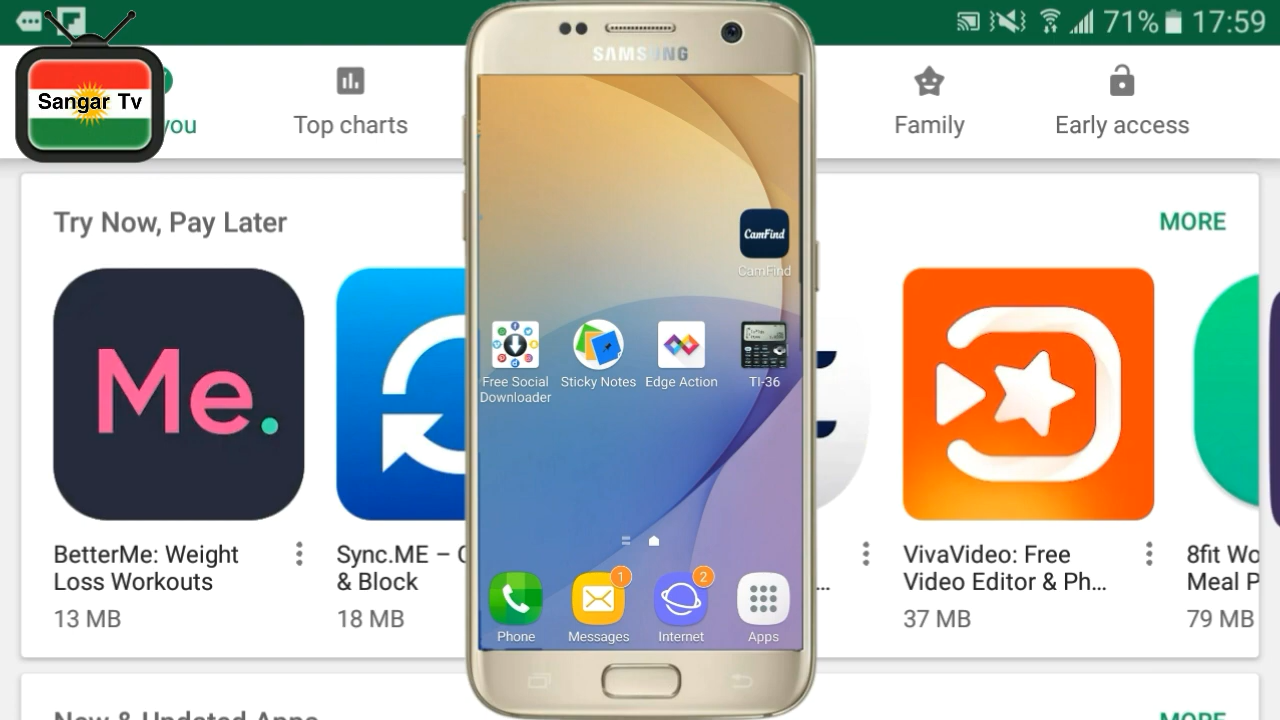 71% 17:59
Sangar Tv
you
Top charts
Family
Early access
Try Now, Pay Later
MORE
Me.
BetterMe: Weight
Loss Workouts
13 MB
Sync.ME –
& Block
18 MB
SAMSUNG
CamFind
CamFind
Free Social
Downloader
Sticky Notes
Edge Action
TI-36
1
2
Phone
Messages
Internet
Apps
...
VivaVideo: Free
Video Editor & Ph...
37 MB
8fit
Meal
79 MB
New & Updated Apps
MORE